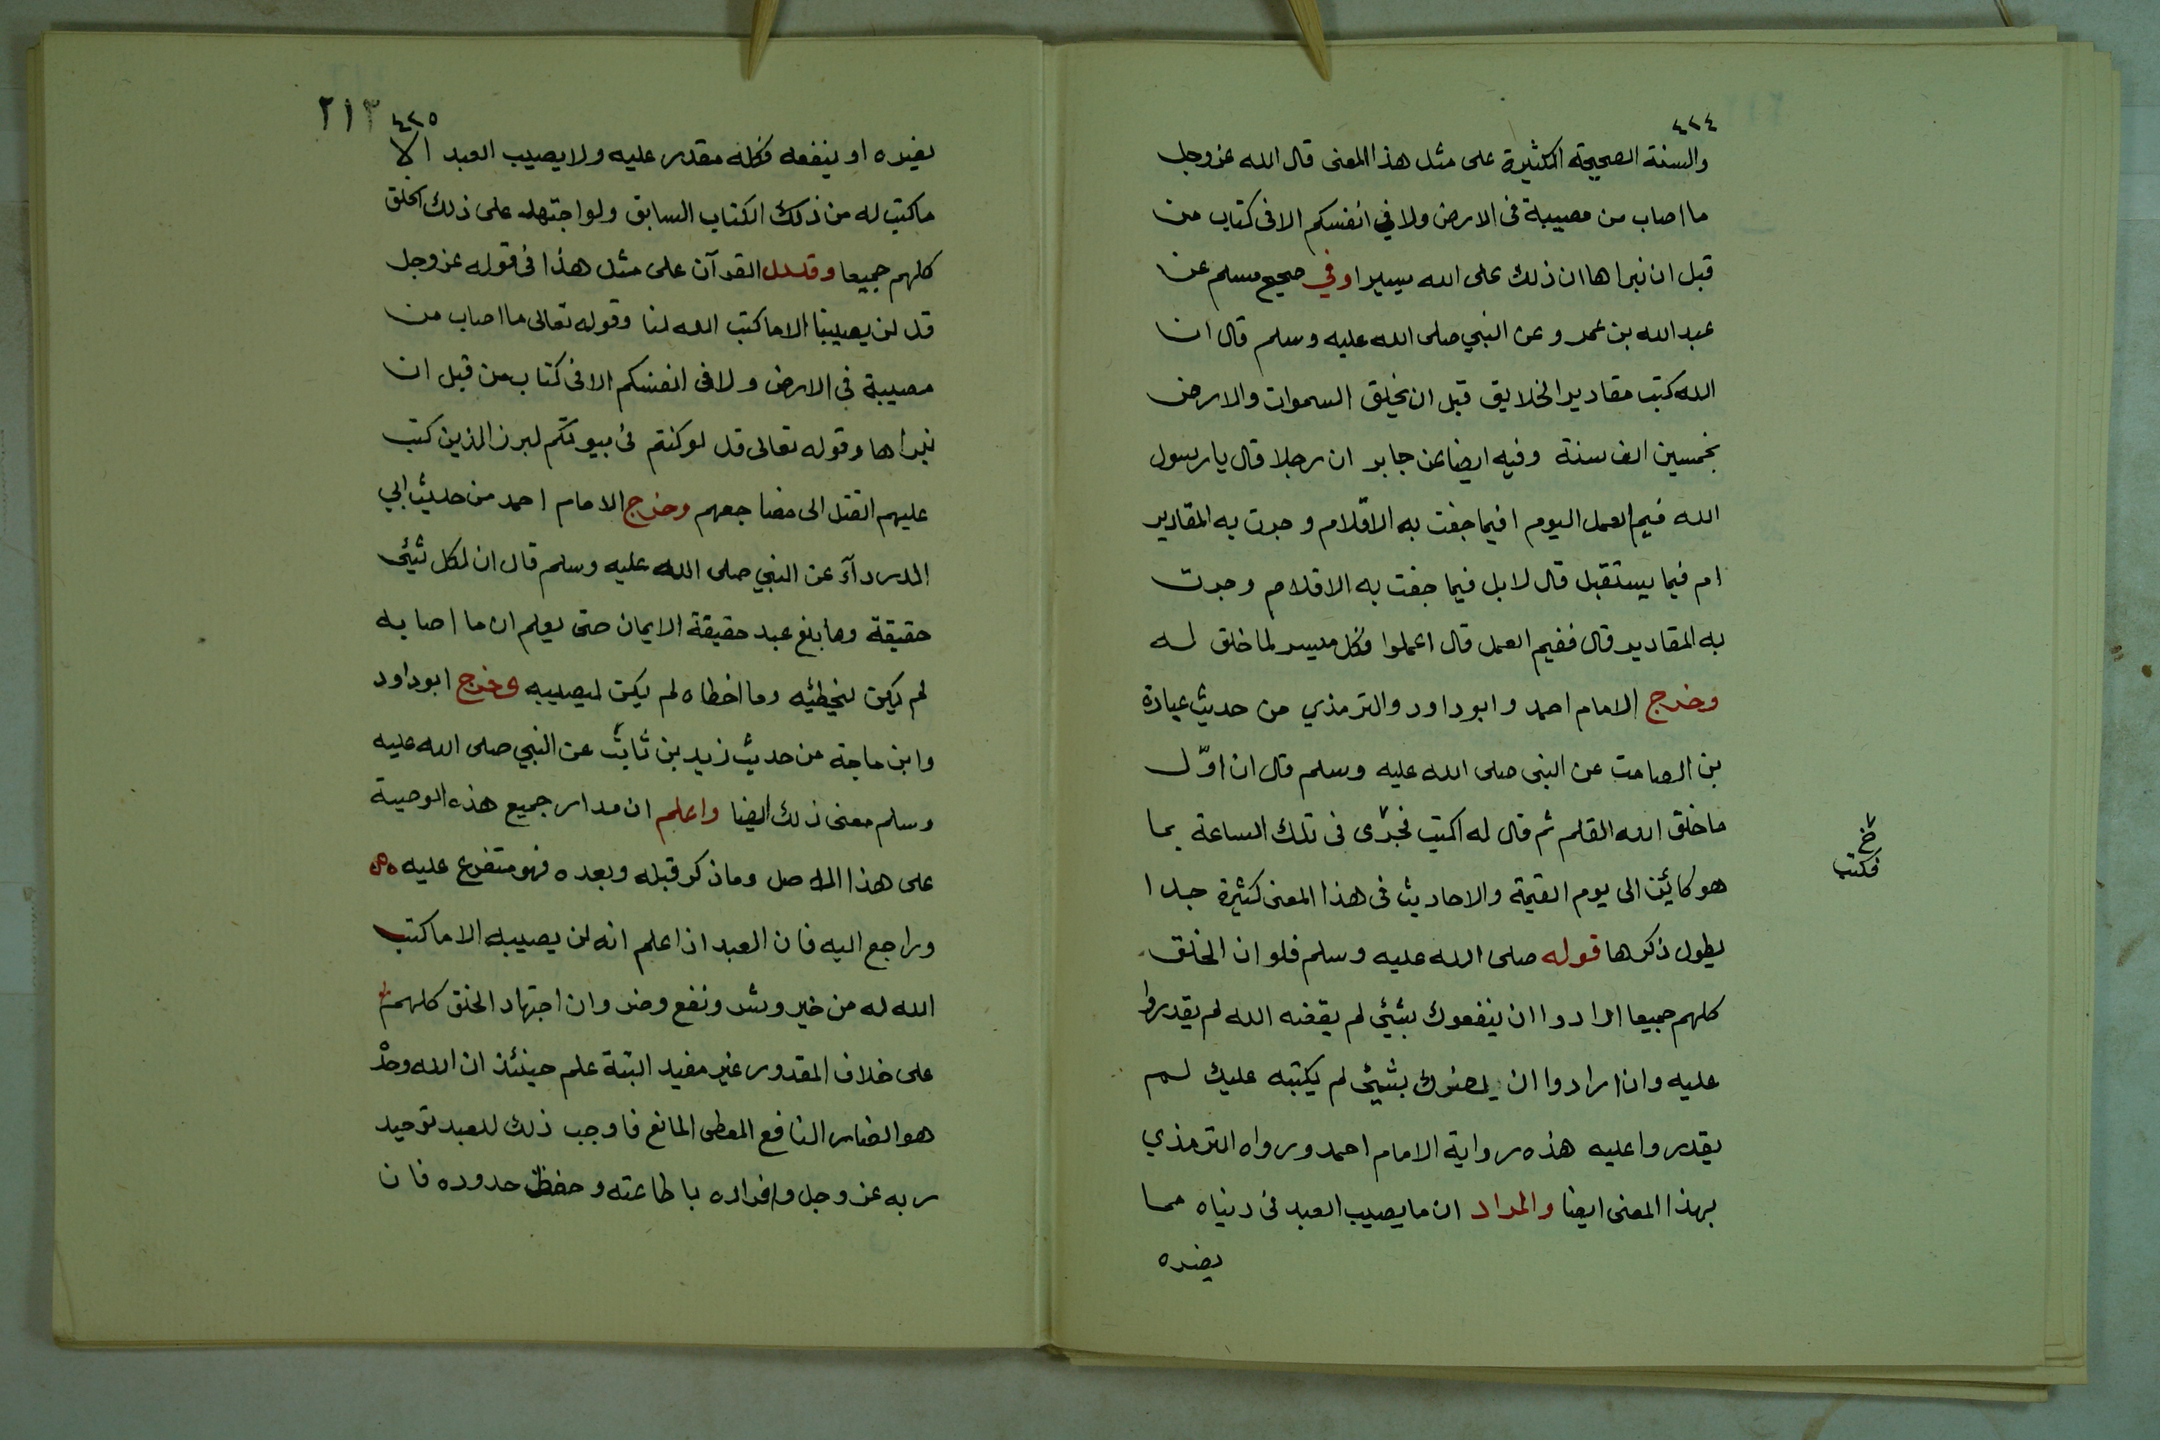 ٤٢٤
والسنة الصحيحة الكثيرة على مثل هذا المعنى قال الله عز وجل
ما اصاب من مصيبة فى الارض ولا في انفسكم الا فى كتاب من
قبل ان نبراها ان ذلك على الله يسيرا وفي صحيح مسلم عن
عبد الله بن عمرو عن النبي صلى الله عليه وسلم قال ان
الله كتب مقادير الخلايق قبل ان يخلق السموات والارض
بخمسين الف سنة وفيه ايضا عن جابر ان رجلا قال يا رسول
الله فيم العمل اليوم افيما جفت به الاقلام وجرت به المقادير
ام فيما يستقبل قال لا بل فيما جفت به الاقلام وجرت
به المقادير قال ففيم العمل قال اعملوا فكل ميسر لما خلق له
وخرج الامام احمد وابو داود والترمذي من حديث عبادة
بن الصامت عن النبى صلى الله عليه وسلم قال ان اوّل
ما خلق الله القلم ثم قال له اكتب فجرى فى تلك الساعة بما
خ
فكتب
هو كائن الى يوم القيمة والاحاديث فى هذا المعنى كثيرة جدا
يطول ذكرها قوله صلى الله عليه وسلم فلو ان الخلق
كلهم جميعا ارادوا ان ينفعوك بشيئ لم يقضه الله لم يقدروا
عليه وان ارادوا ان يضروك بشيئ لم يكتبه عليك لم
يقدروا عليه هذه رواية الامام احمد ورواه الترمذي
بهذا المعنى ايضا والمراد ان ما يصيب العبد فى دنياه مما
يضره
٤٢٥
٢١٣
يضره او ينفعه فكله مقدر عليه ولا يصيب العبد الا
ما كتب له من ذلك الكتاب السابق ولو اجتهد على ذلك الخلق
كلهم جميعا وقد دل القرآن على مثل هذا فى قوله عز وجل
قل لن يصيبنا الا ما كتب الله لنا وقوله تعالى ما اصاب من
مصيبة في الارض ولا فى انفسكم الا فى كتاب من قبل ان
نبراها وقوله تعالى قل لو كنتم فى بيوتكم لبرز الذين كتب
عليهم القتل الى مضاجعهم وخرج الامام احمد من حديث ابي
الدردآء عن النبي صلى الله عليه وسلم قال ان لكل شيئ
حقيقة وما بلغ عبد حقيقة الايمان حتى يعلم ان ما اصابه
لم يكن ليخطيئه وما اخطاه لم يكن ليصيبه وخرج ابو داود
وابن ماجة من حديث زيد بن ثابت عن النبي صلى الله عليه
وسلم معنى ذلك ايضا واعلم ان مدار جميع هذه الوصية
على هذا الاصل وما ذكر قبله وبعده فهو متفرع عليه
وراجع اليه فان العبد اذا علم انه لن يصيبه الا ما كتب
الله له من خير وشر ونفع وضر وان اجتهاد الخلق كلهم
على خلاف المقدور غير مفيد البتة علم حينئذ ان الله وحده
هو الضار النافع المعطى المانع فاوجب ذلك للعبد توحيد
ربه عز وجل وافراده باطاعته وحفظ حدوده فان